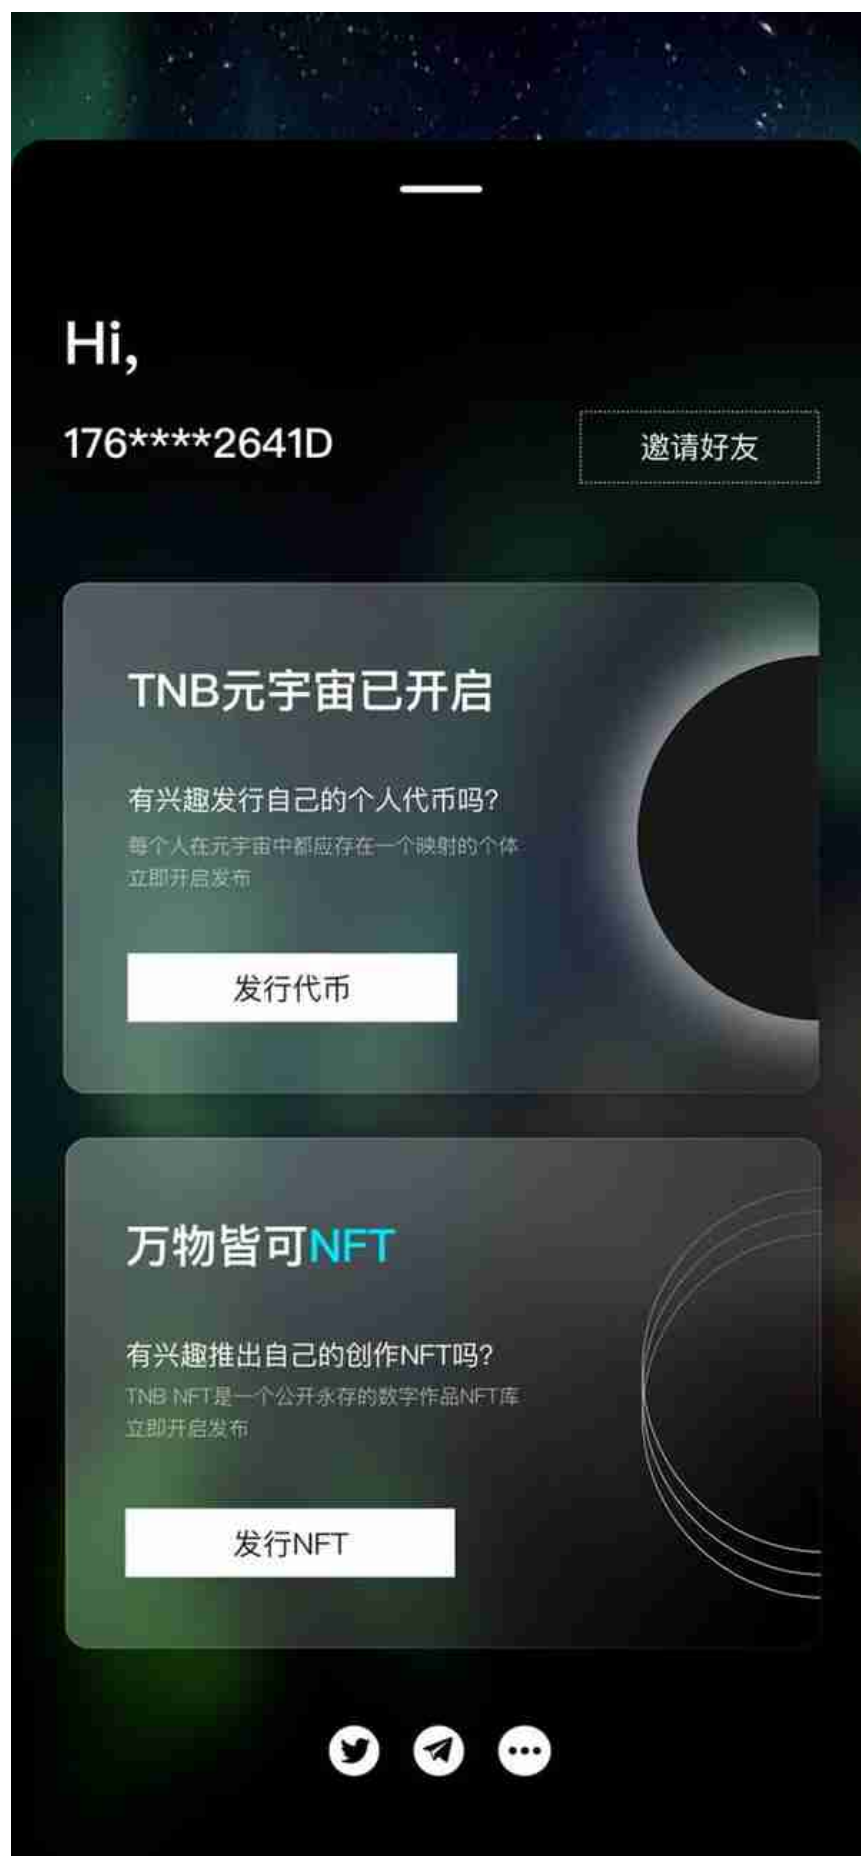 Hi,
176****2641D
邀请好友
TNB元宇宙已开启
有兴趣发行自己的个人代币吗?
每个人在元宇宙中都应存在一个映射的个体
立即开启发布
发行代币
万物皆可NFT
有兴趣推出自己的创作NFT吗?
TNB NFT是一个公开永存的数字作品NFT库
立即开启发布
发行NFT